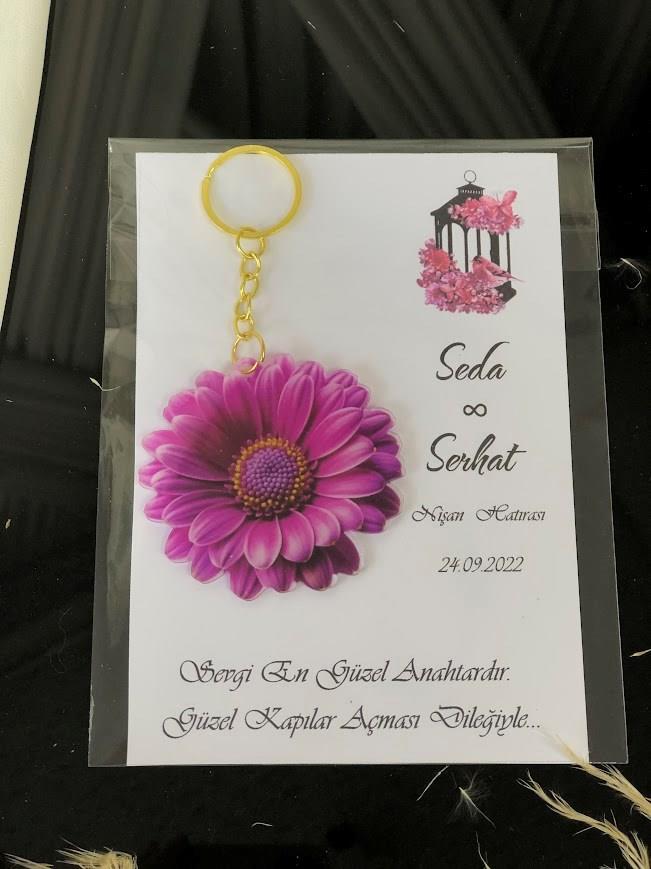 Seda
∞
Serhat
Nişan Hatırası
24.09.2022
Sevgi En Güzel Anahtardır.
Güzel Kapılar Açması Dileğiyle...